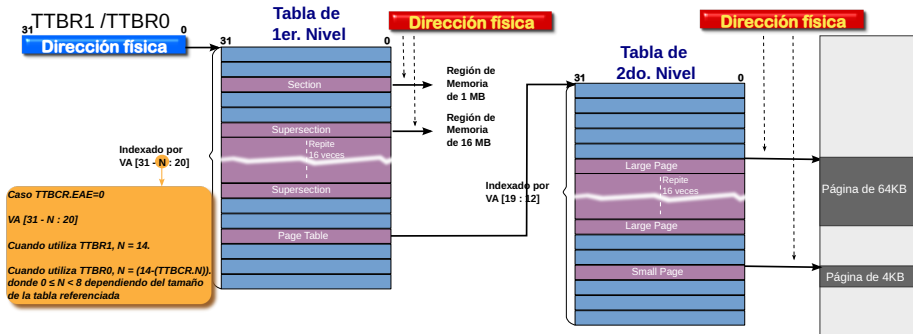 TTBR1 /TTBR0
31
0
Dirección física
Tabla de
1er. Nivel
31
0
Section
Supersection
Repite
16 veces
Supersection
Page Table
Dirección física
Región de
Memoria
de 1 MB
Región de
Memoria
de 16 MB
Indexado por
VA [31 - N : 20]
Caso TTBCR.EAE=0
VA [31 - N : 20]
Cuando utiliza TTBR1, N = 14.
Cuando utiliza TTBR0, N = (14-(TTBCR.N)).
donde 0 ≤ N < 8 dependiendo del tamaño
de la tabla referenciada
Tabla de
2do. Nivel
31
0
Indexado por
VA [19 : 12]
Large Page
Repite
16 veces
Large Page
Small Page
Dirección física
Página de 64KB
Página de 4KB